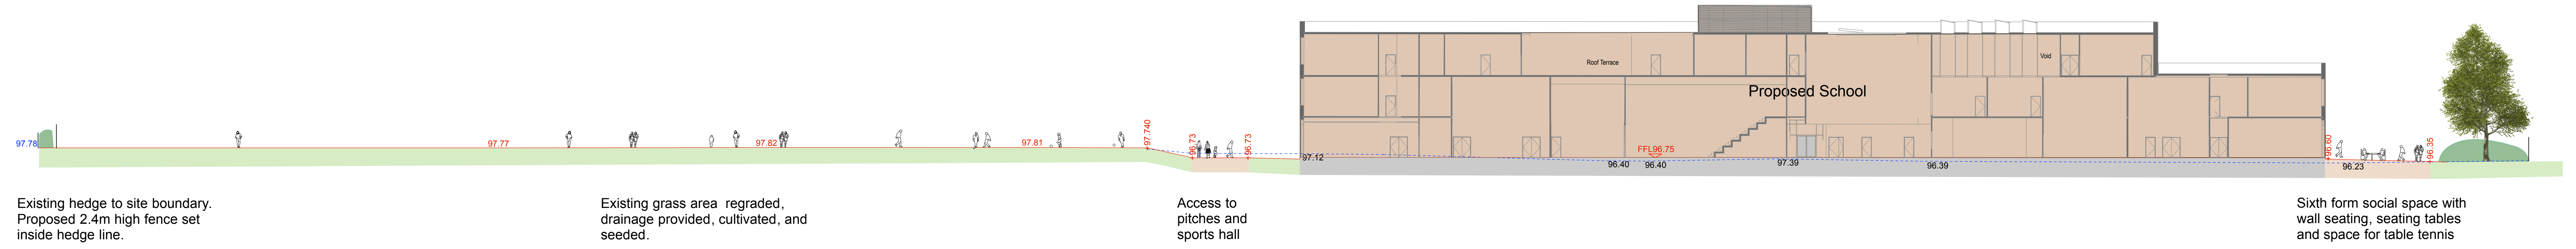 Roof Terrace
Void
Proposed School
97.78
97.77
97.82
97.81
+97.740
+96.73
+96.73
97.12
FFL96.75
96.40
96.40
97.39
96.39
+96.60
96.23
+96.35
Existing hedge to site boundary.
Proposed 2.4m high fence set
inside hedge line.
Existing grass area regraded,
drainage provided, cultivated, and
seeded.
Access to
pitches and
sports hall
Sixth form social space with
wall seating, seating tables
and space for table tennis